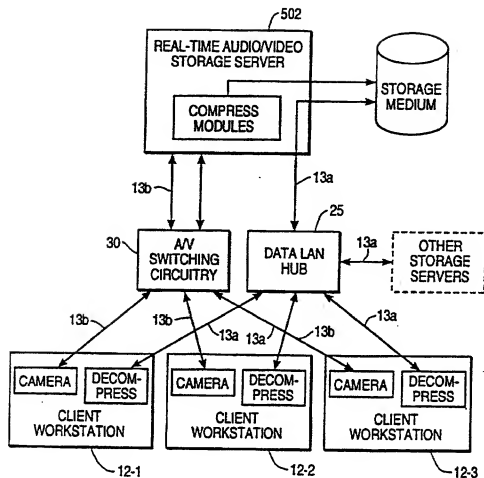 502
REAL-TIME AUDIO/VIDEO
STORAGE SERVER
COMPRESS
MODULES
STORAGE
MEDIUM
13b
13a
25
30
A/V
SWITCHING
CIRCUITRY
DATA LAN
HUB
13a
OTHER
STORAGE
SERVERS
13b
13b
13a
13a
13b
13a
CAMERA
DECOM-
PRESS
CLIENT
WORKSTATION
CAMERA
DECOM-
PRESS
CLIENT
WORKSTATION
CAMERA
DECOM-
PRESS
CLIENT
WORKSTATION
12-1
12-2
12-3